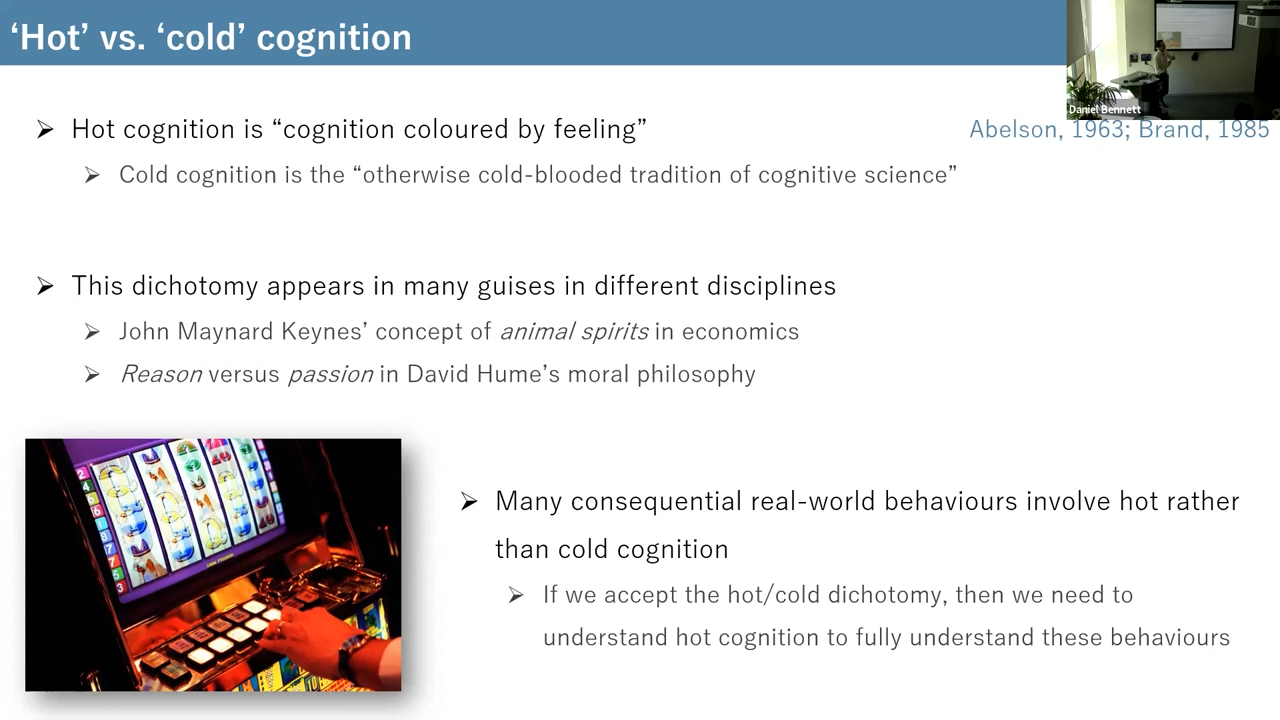 ‘Hot’ vs. ‘cold’ cognition
Daniel Bennett
Hot cognition is “cognition coloured by feeling”
Abelson, 1963; Brand, 1985
Cold cognition is the “otherwise cold-blooded tradition of cognitive science”
This dichotomy appears in many guises in different disciplines
John Maynard Keynes’ concept of animal spirits in economics
Reason versus passion in David Hume’s moral philosophy
Many consequential real-world behaviours involve hot rather
than cold cognition
If we accept the hot/cold dichotomy, then we need to
understand hot cognition to fully understand these behaviours